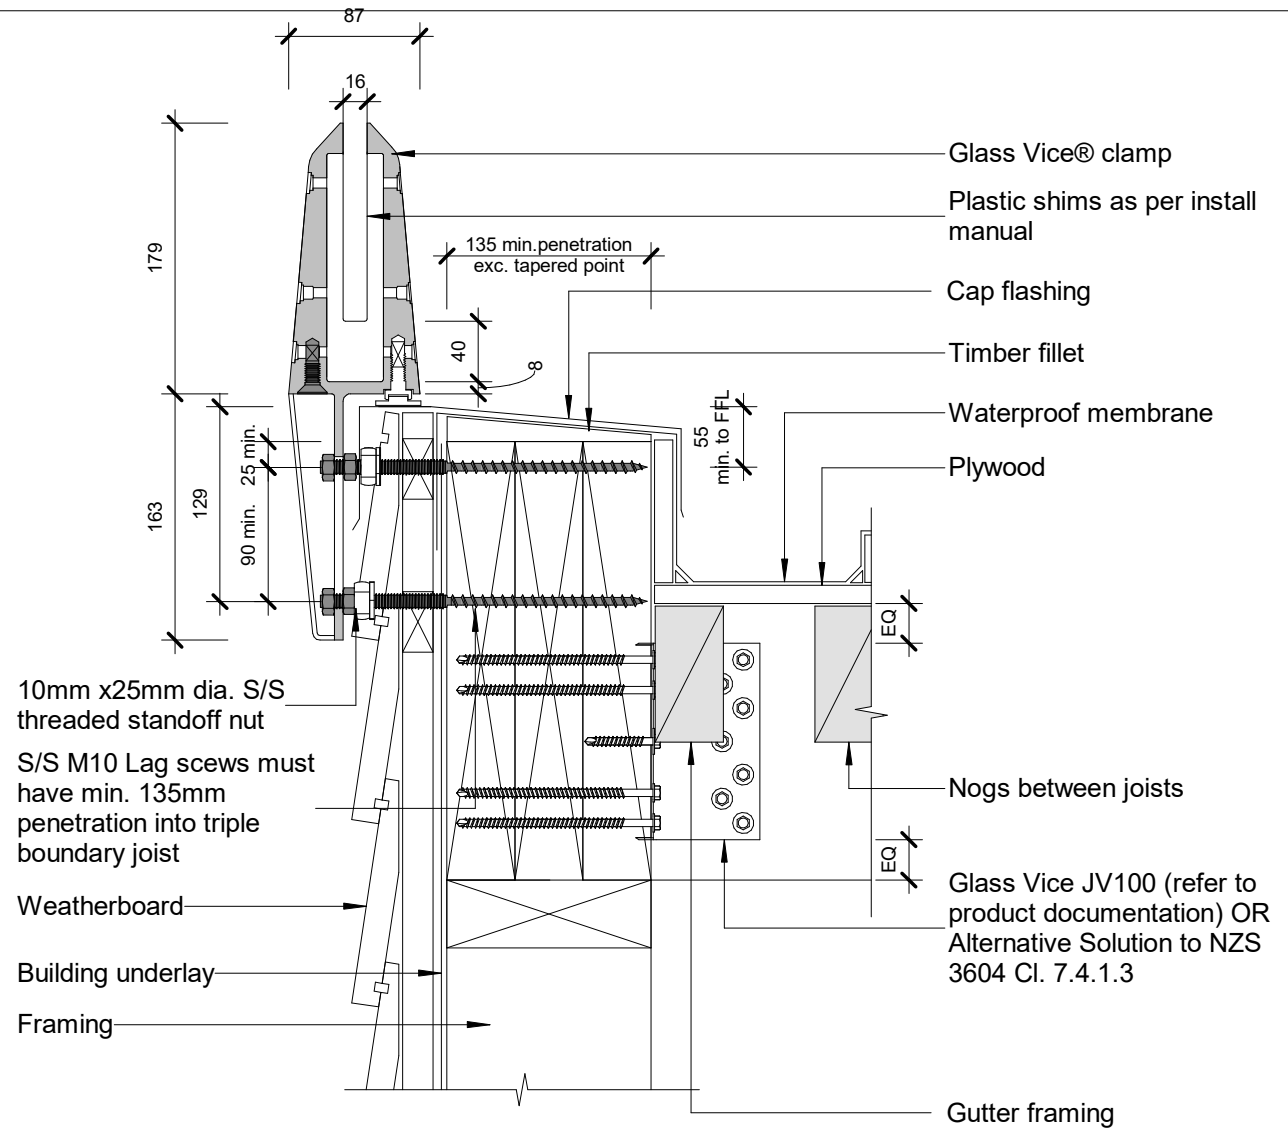 87
16
Glass Vice® clamp
Plastic shims as per install
manual
135 min.penetration
exc. tapered point
179
Cap flashing
40
8
Timber fillet
55
min. to FFL
Waterproof membrane
Plywood
25 min.
129
163
90 min.
EQ
10mm x25mm dia. S/S
threaded standoff nut
S/S M10 Lag scews must
have min. 135mm
penetration into triple
boundary joist
Nogs between joists
EQ
Weatherboard
Glass Vice JV100 (refer to
product documentation) OR
Alternative Solution to NZS
3604 Cl. 7.4.1.3
Building underlay
Framing
Gutter framing